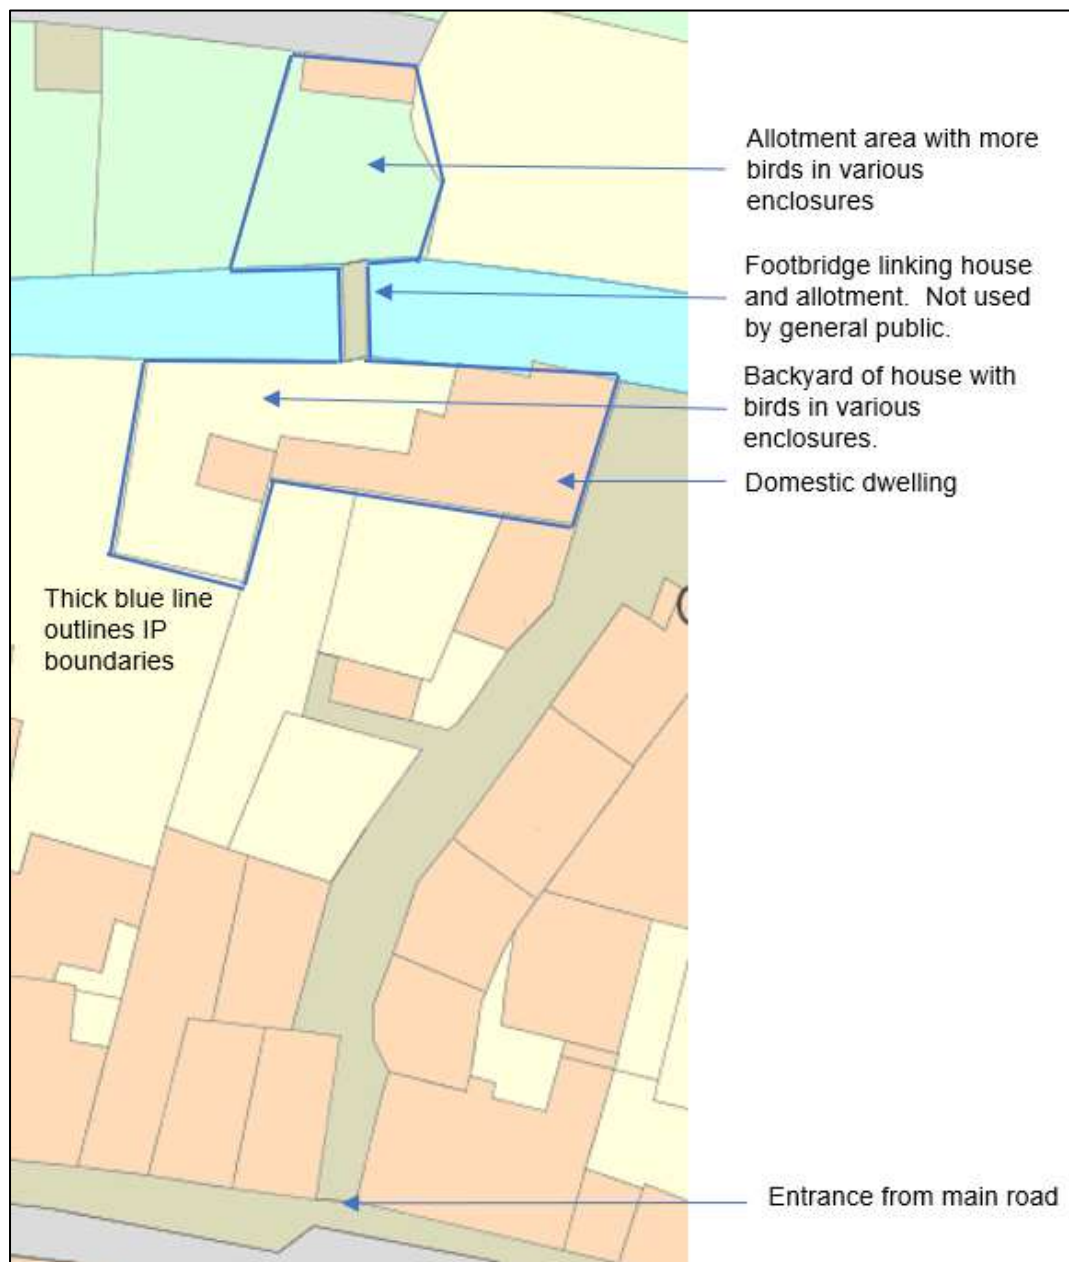 Allotment area with more
birds in various
enclosures
Footbridge linking house
and allotment.  Not used
by general public.
Backyard of house with
birds in various
enclosures.
Domestic dwelling
Thick blue line
outlines IP
boundaries
Entrance from main road